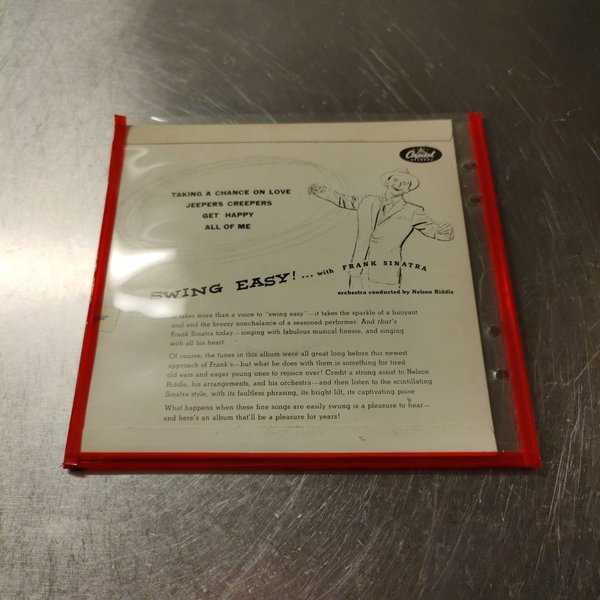 Capitol
RECORDS
TAKING A CHANCE ON LOVE
JEEPERS CREEPERS
GET HAPPY
ALL OF ME
SWING EASY! ... with FRANK SINATRA
orchestra conducted by Nelson Riddle
It takes more than a voice to "swing easy"—it takes the sparkle of a buoyant
soul and the breezy nonchalance of a seasoned performer. And that's
Frank Sinatra today—singing with fabulous musical finesse, and singing
with all his heart.
Of course, the tunes in this album were all great long before this newest
approach of Frank's—but what he does with them is something for tired
old ears and eager young ones to rejoice over! Credit a strong assist to Nelson
Riddle, his arrangements, and his orchestra—and then listen to the scintillating
Sinatra style, with its faultless phrasing, its bright lilt, its captivating poise
What happens when these fine songs are easily swung is a pleasure to hear—
and here's an album that'll be a pleasure for years!